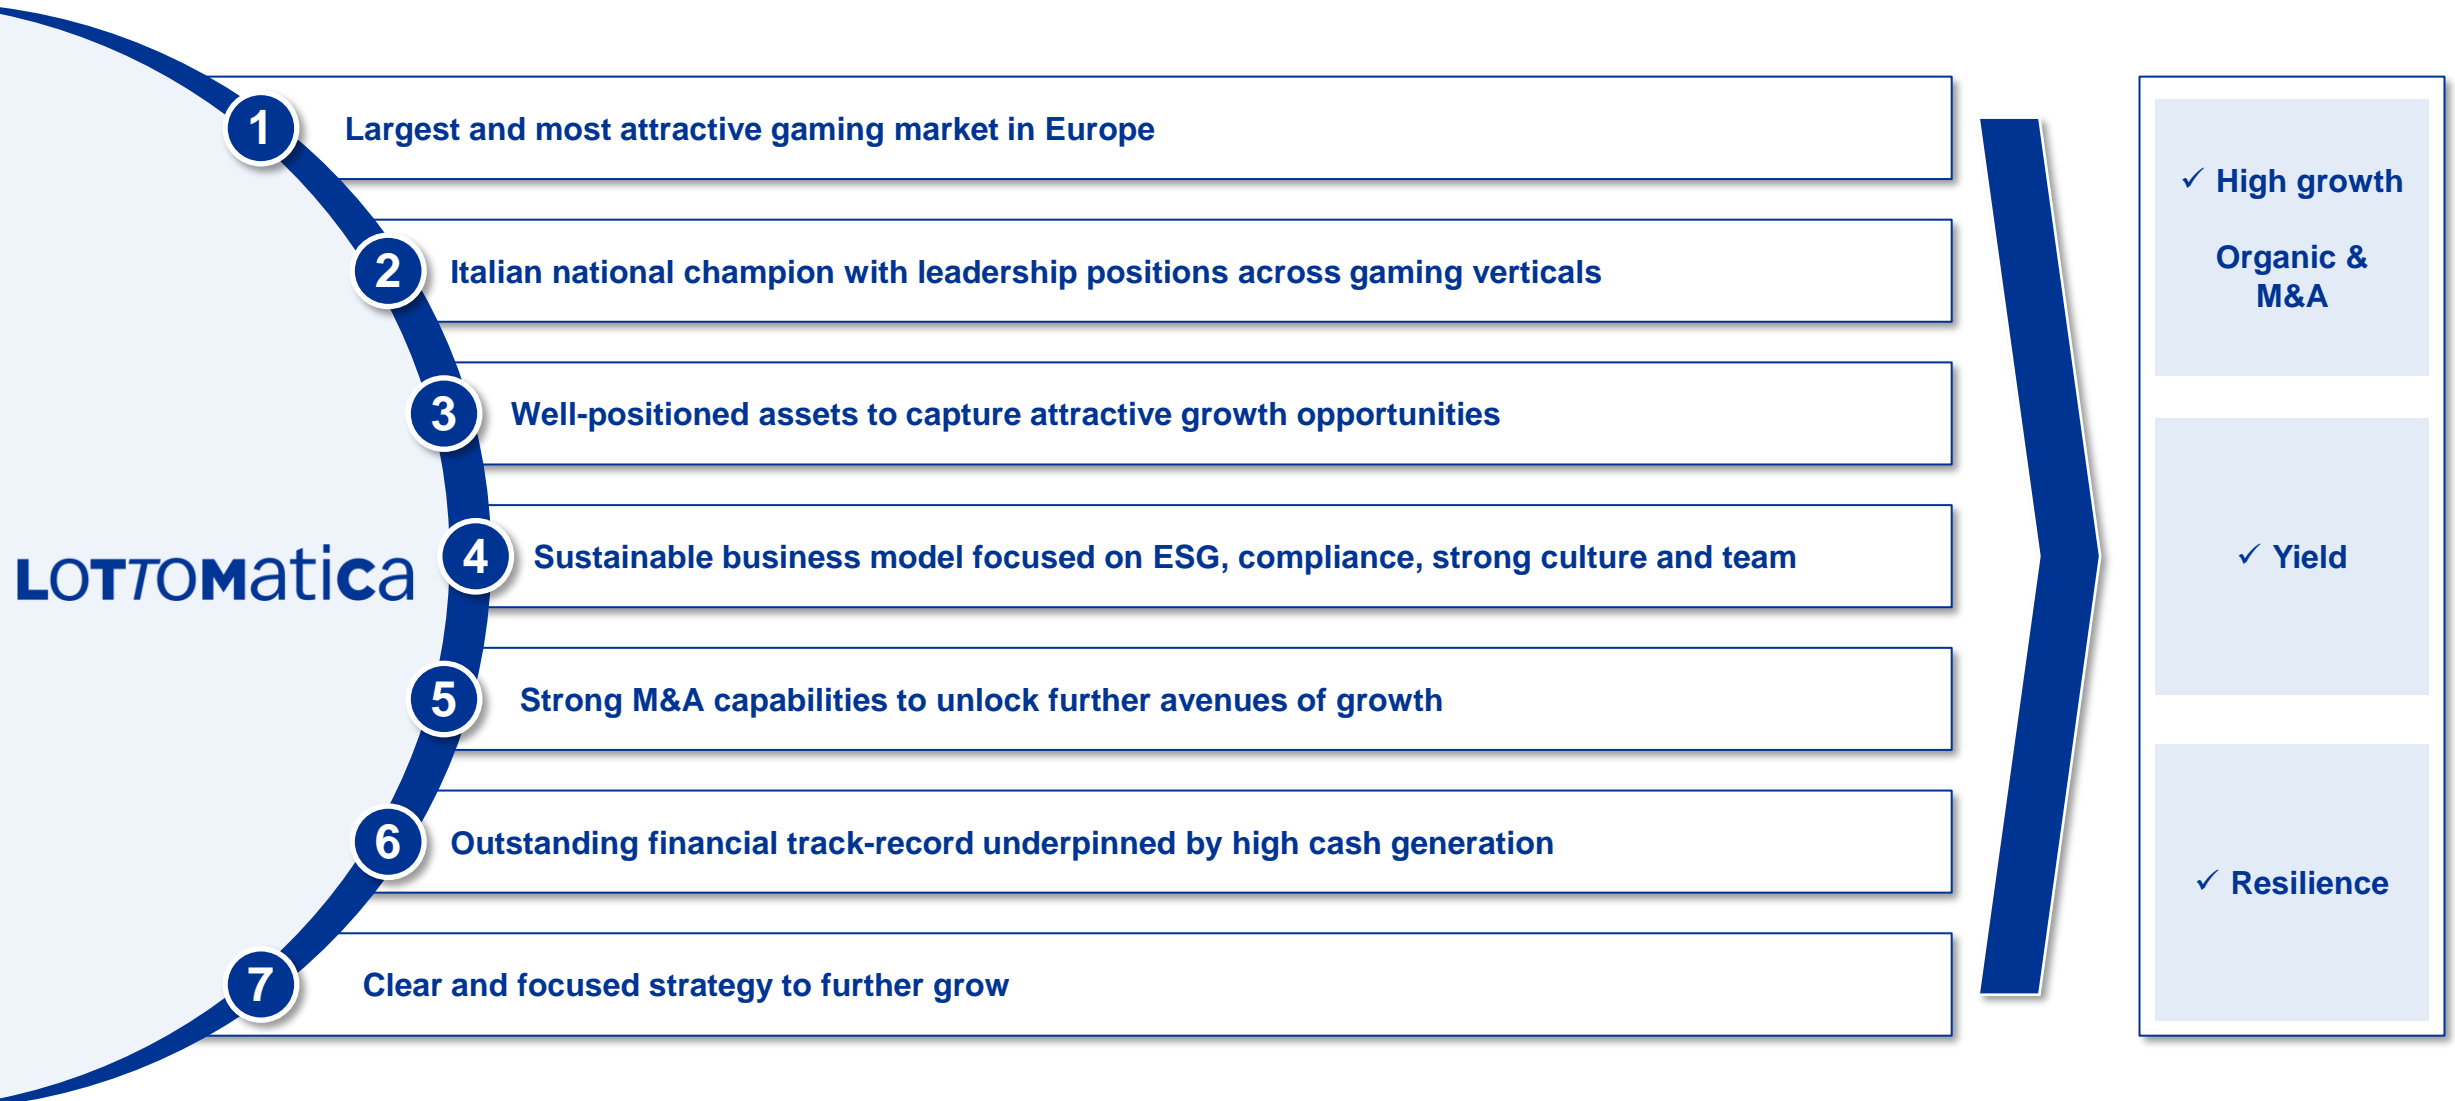 LOTTOMatica
1 Largest and most attractive gaming market in Europe
2 Italian national champion with leadership positions across gaming verticals
3 Well-positioned assets to capture attractive growth opportunities
4 Sustainable business model focused on ESG, compliance, strong culture and team
5 Strong M&A capabilities to unlock further avenues of growth
6 Outstanding financial track-record underpinned by high cash generation
7 Clear and focused strategy to further grow
✓ High growth
Organic &
M&A
✓ Yield
✓ Resilience